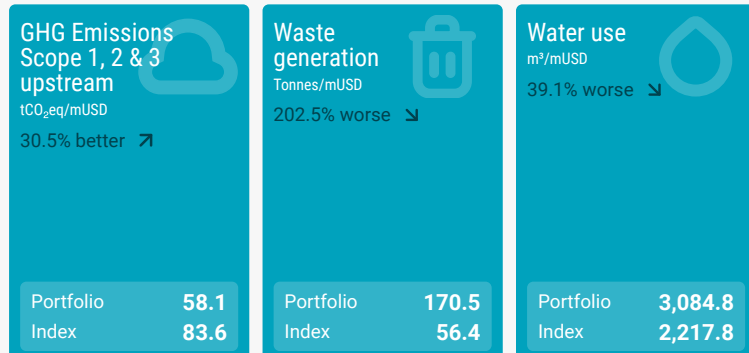 GHG Emissions
Scope 1, 2 & 3
upstream
tCO₂eq/mUSD
30.5% better
Portfolio 58.1
Index 83.6
Waste
generation
Tonnes/mUSD
202.5% worse
Portfolio 170.5
Index 56.4
Water use
m³/mUSD
39.1% worse
Portfolio 3,084.8
Index 2,217.8